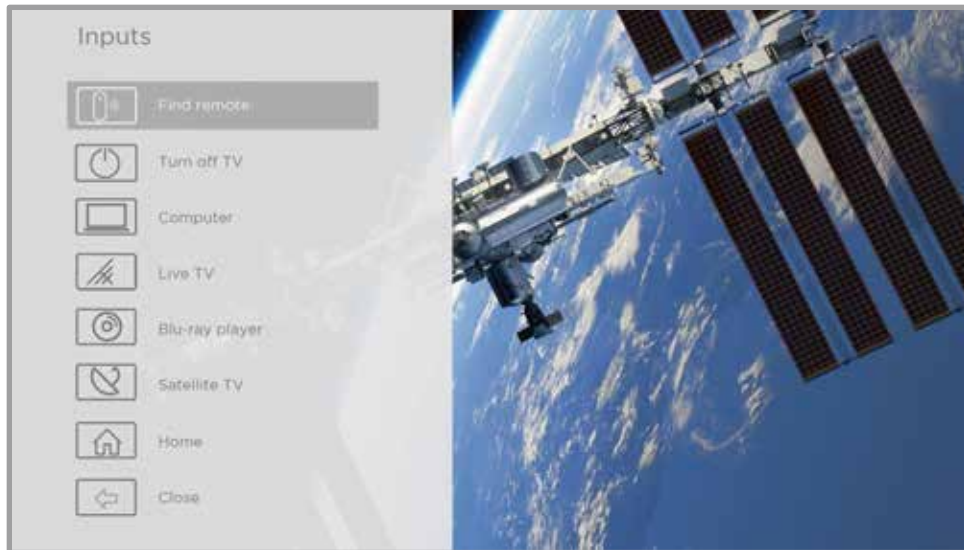 Inputs
Find remote
Turn off TV
Computer
Live TV
Blu-ray player
Satellite TV
Home
Close